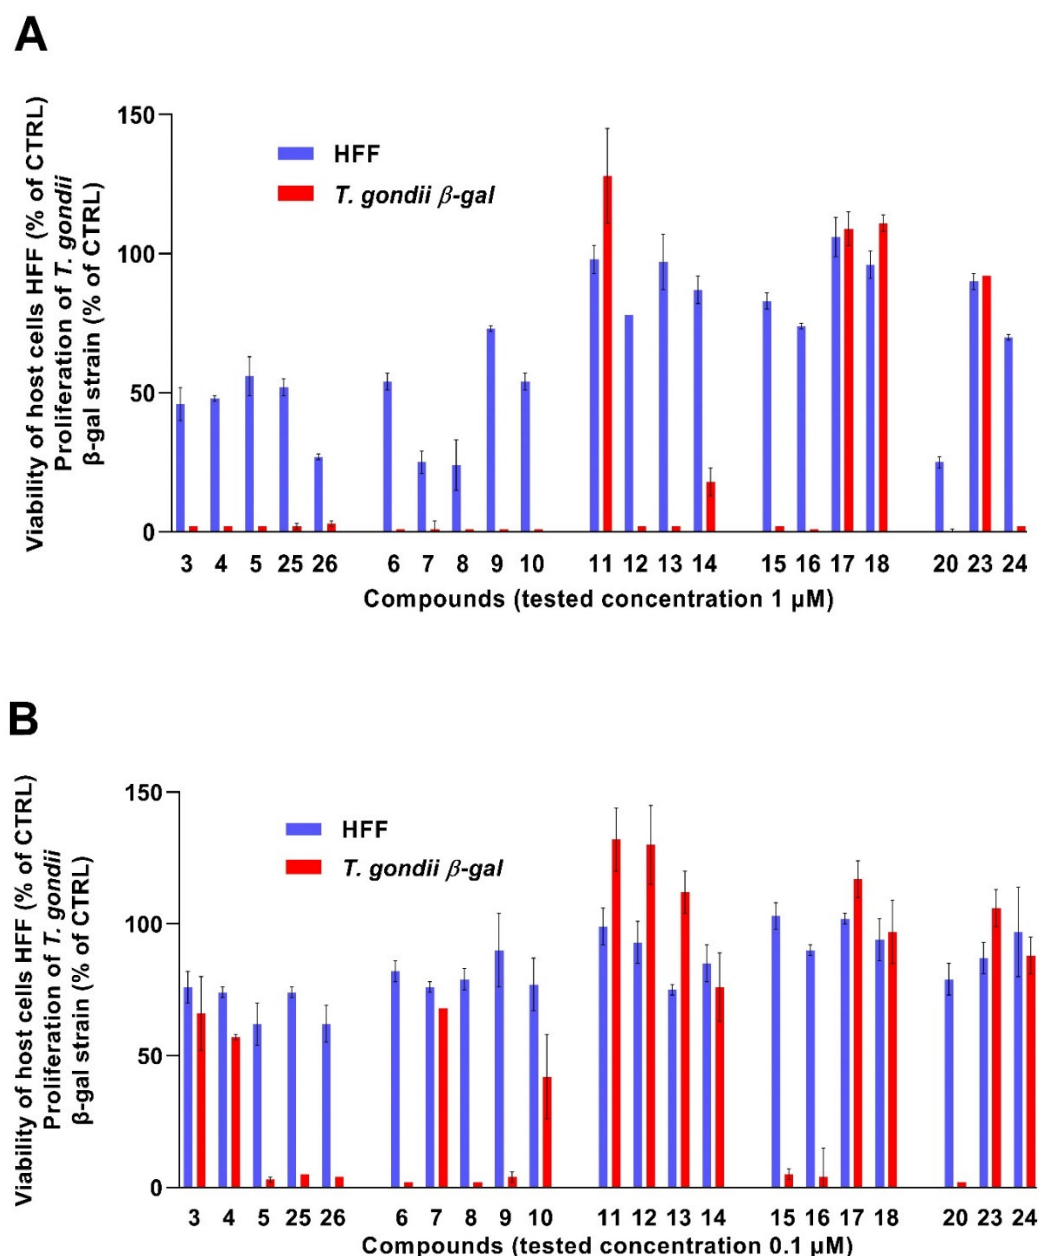 A
Viability of host cells HFF (% of CTRL)
Proliferation of T. gondii
β-gal strain (% of CTRL)
150
100
50
0
HFF
T. gondii β-gal
3 4 5 25 26 6 7 8 9 10 11 12 13 14 15 16 17 18 20 23 24
Compounds (tested concentration 1 µM)
B
Viability of host cells HFF (% of CTRL)
Proliferation of T. gondii
β-gal strain (% of CTRL)
150
100
50
0
HFF
T. gondii β-gal
3 4 5 25 26 6 7 8 9 10 11 12 13 14 15 16 17 18 20 23 24
Compounds (tested concentration 0.1 µM)